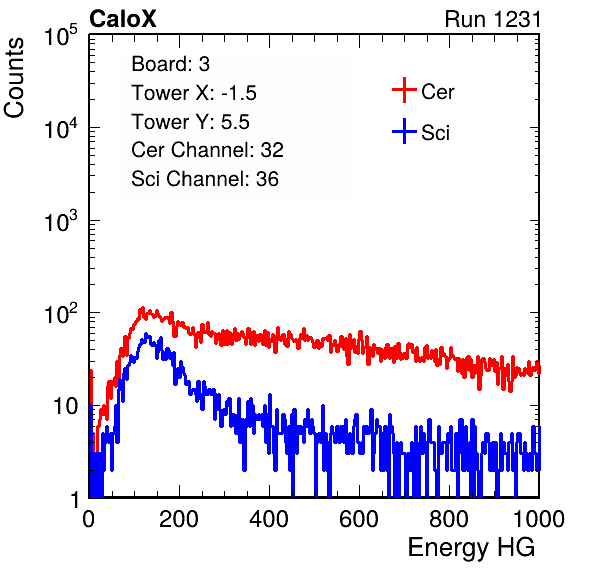 CaloX Run 1231
Counts
10^5
10^4
10^3
10^2
10
1
Board: 3
Tower X: -1.5
Tower Y: 5.5
Cer Channel: 32
Sci Channel: 36
Cer
Sci
0 200 400 600 800 1000
Energy HG